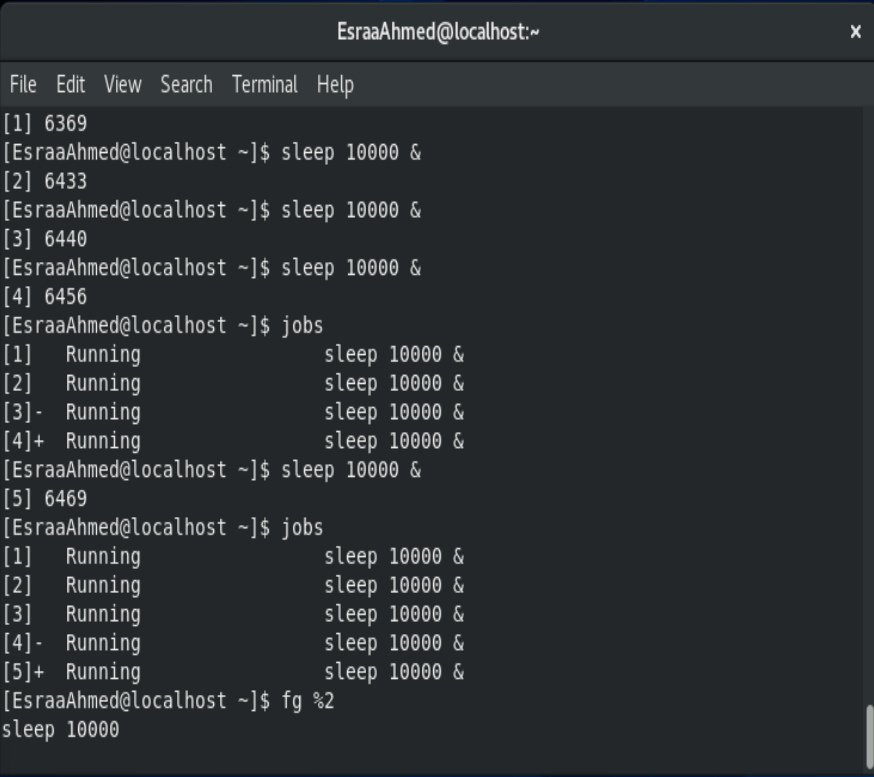 EsraaAhmed@localhost:~ ×
File Edit View Search Terminal Help
[1] 6369
[EsraaAhmed@localhost ~]$ sleep 10000 &
[2] 6433
[EsraaAhmed@localhost ~]$ sleep 10000 &
[3] 6440
[EsraaAhmed@localhost ~]$ sleep 10000 &
[4] 6456
[EsraaAhmed@localhost ~]$ jobs
[1]   Running                 sleep 10000 &
[2]   Running                 sleep 10000 &
[3]-  Running                 sleep 10000 &
[4]+  Running                 sleep 10000 &
[EsraaAhmed@localhost ~]$ sleep 10000 &
[5] 6469
[EsraaAhmed@localhost ~]$ jobs
[1]   Running                 sleep 10000 &
[2]   Running                 sleep 10000 &
[3]   Running                 sleep 10000 &
[4]-  Running                 sleep 10000 &
[5]+  Running                 sleep 10000 &
[EsraaAhmed@localhost ~]$ fg %2
sleep 10000